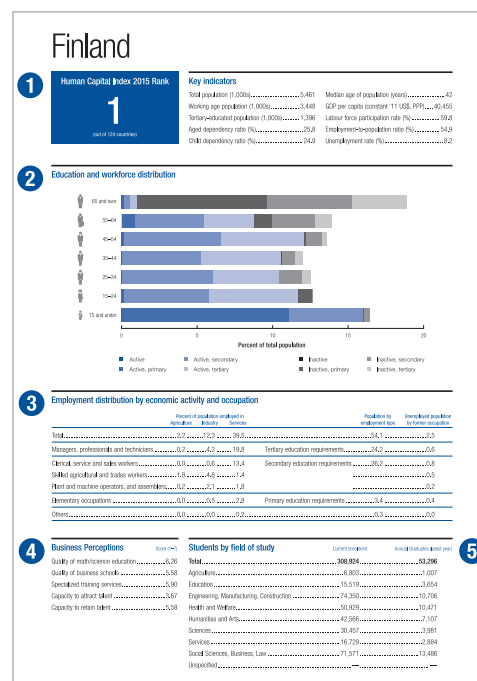 Finland
1
Human Capital Index 2015 Rank
1
(out of 124 countries)
Key indicators
Total population (1,000s) 5,461
Working age population (1,000s) 3,448
Tertiary-educated population (1,000s) 1,396
Aged dependency ratio (%) 25.8
Child dependency ratio (%) 24.9
Median age of population (years) 42
GDP per capita (constant '11 US$, PPP) 40,455
Labour force participation rate (%) 59.8
Employment-to-population ratio (%) 54.9
Unemployment rate (%) 8.2
2
Education and workforce distribution
65 and over
55–64
45–54
35–44
25–34
15–24
15 and under
0 5 10 15 20
Percent of total population
Active Active, secondary Inactive Inactive, secondary
Active, primary Active, tertiary Inactive, primary Inactive, tertiary
3
Employment distribution by economic activity and occupation
Percent of population employed in
Agriculture Industry Services
Population by employment type
Unemployed population by former occupation
Total 2.2 12.3 39.5 54.1 2.5
Managers, professionals and technicians 0.2 4.2 19.8 Tertiary education requirements 24.2 0.6
Clerical, service and sales workers 0.0 0.6 13.4 Secondary education requirements 26.2 0.8
Skilled agricultural and trades workers 1.8 4.8 1.4 0.5
Plant and machine operators, and assemblers 0.2 2.1 1.8 0.2
Elementary occupations 0.0 0.5 2.8 Primary education requirements 3.4 0.4
Others 0.0 0.0 0.2 0.3 0.0
4
Business Perceptions Score (1–7)
Quality of math/science education 6.26
Quality of business schools 5.58
Specialized training services 5.90
Capacity to attract talent 3.67
Capacity to retain talent 5.58
5
Students by field of study Current enrolment Annual Graduates (latest year)
Total 308,924 53,296
Agriculture 6,803 1,007
Education 15,519 3,654
Engineering, Manufacturing, Construction 74,350 10,706
Health and Welfare 50,929 10,471
Humanities and Arts 42,566 7,107
Sciences 30,457 3,981
Services 16,729 2,884
Social Sciences, Business, Law 71,571 13,486
Unspecified — —